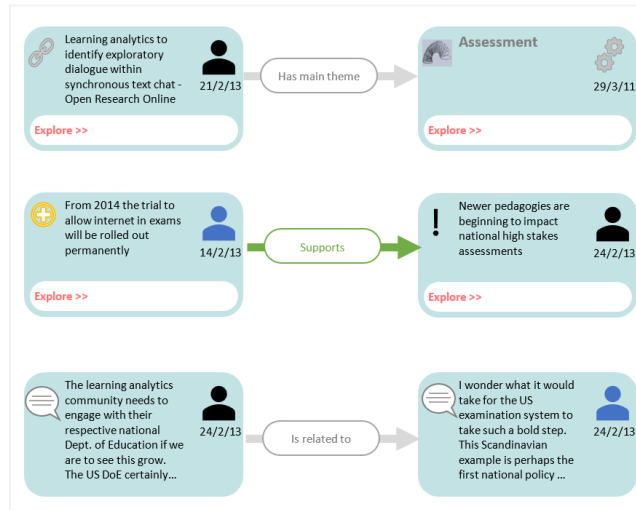 Learning analytics to
identify exploratory
dialogue within
synchronous text chat -
Open Research Online
21/2/13
Explore >>
Has main theme
Assessment
29/3/11
Explore >>
From 2014 the trial to
allow internet in exams
will be rolled out
permanently
14/2/13
Explore >>
Supports
!
Newer pedagogies are
beginning to impact
national high stakes
assessments
24/2/13
Explore >>
The learning analytics
community needs to
engage with their
respective national
Dept. of Education if we
are to see this grow.
The US DoE certainly...
24/2/13
Is related to
I wonder what it would
take for the US
examination system to
take such a bold step.
This Scandinavian
example is perhaps the
first national policy ...
24/2/13